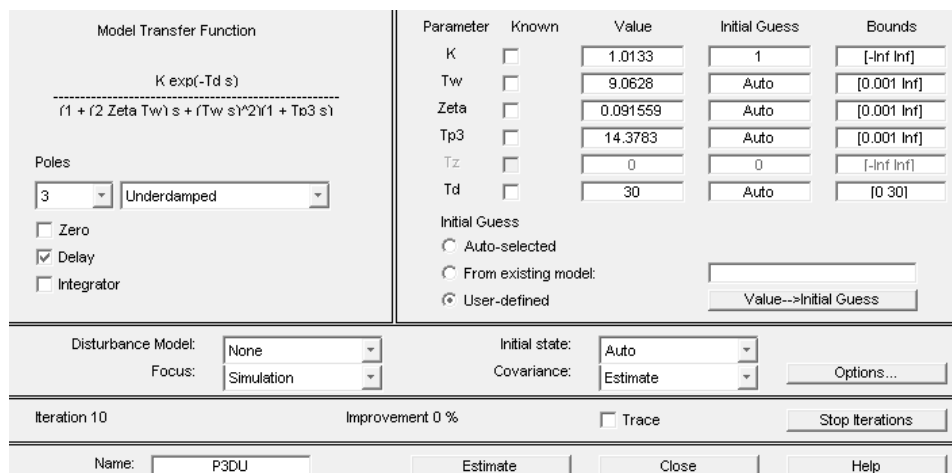 Model Transfer Function
K exp(-Td s)
(1 + (2 Zeta Tw) s + (Tw s)^2)(1 + Tp3 s)
Poles
3 Underdamped
Zero
Delay
Integrator
Parameter Known Value Initial Guess Bounds
K 1.0133 1 [-Inf Inf]
Tw 9.0628 Auto [0.001 Inf]
Zeta 0.091559 Auto [0.001 Inf]
Tp3 14.3783 Auto [0.001 Inf]
Tz 0 0 [-Inf Inf]
Td 30 Auto [0 30]
Initial Guess
Auto-selected
From existing model:
User-defined Value-->Initial Guess
Disturbance Model: None Initial state: Auto
Focus: Simulation Covariance: Estimate Options...
Iteration 10 Improvement 0 % Trace Stop Iterations
Name: P3DU Estimate Close Help